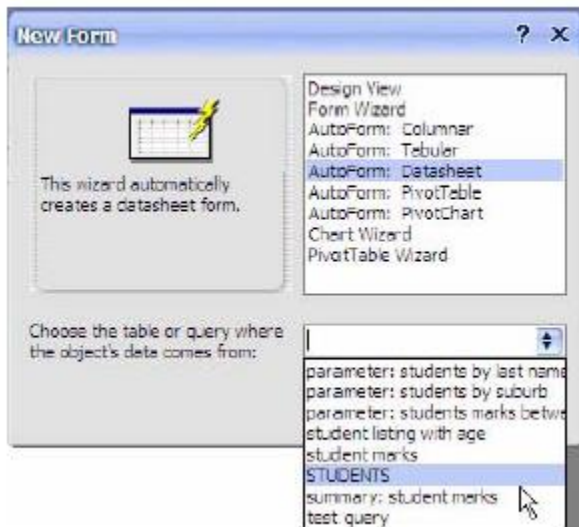 New Form
? X
This wizard automatically
creates a datasheet form.
Design View
Form Wizard
AutoForm: Columnar
AutoForm: Tabular
AutoForm: Datasheet
AutoForm: PivotTable
AutoForm: PivotChart
Chart Wizard
PivotTable Wizard
Choose the table or query where
the object's data comes from:
parameter: students by last name
parameter: students by suburb
parameter: students marks betwe
student listing with age
student marks
STUDENTS
summary: student marks
test query